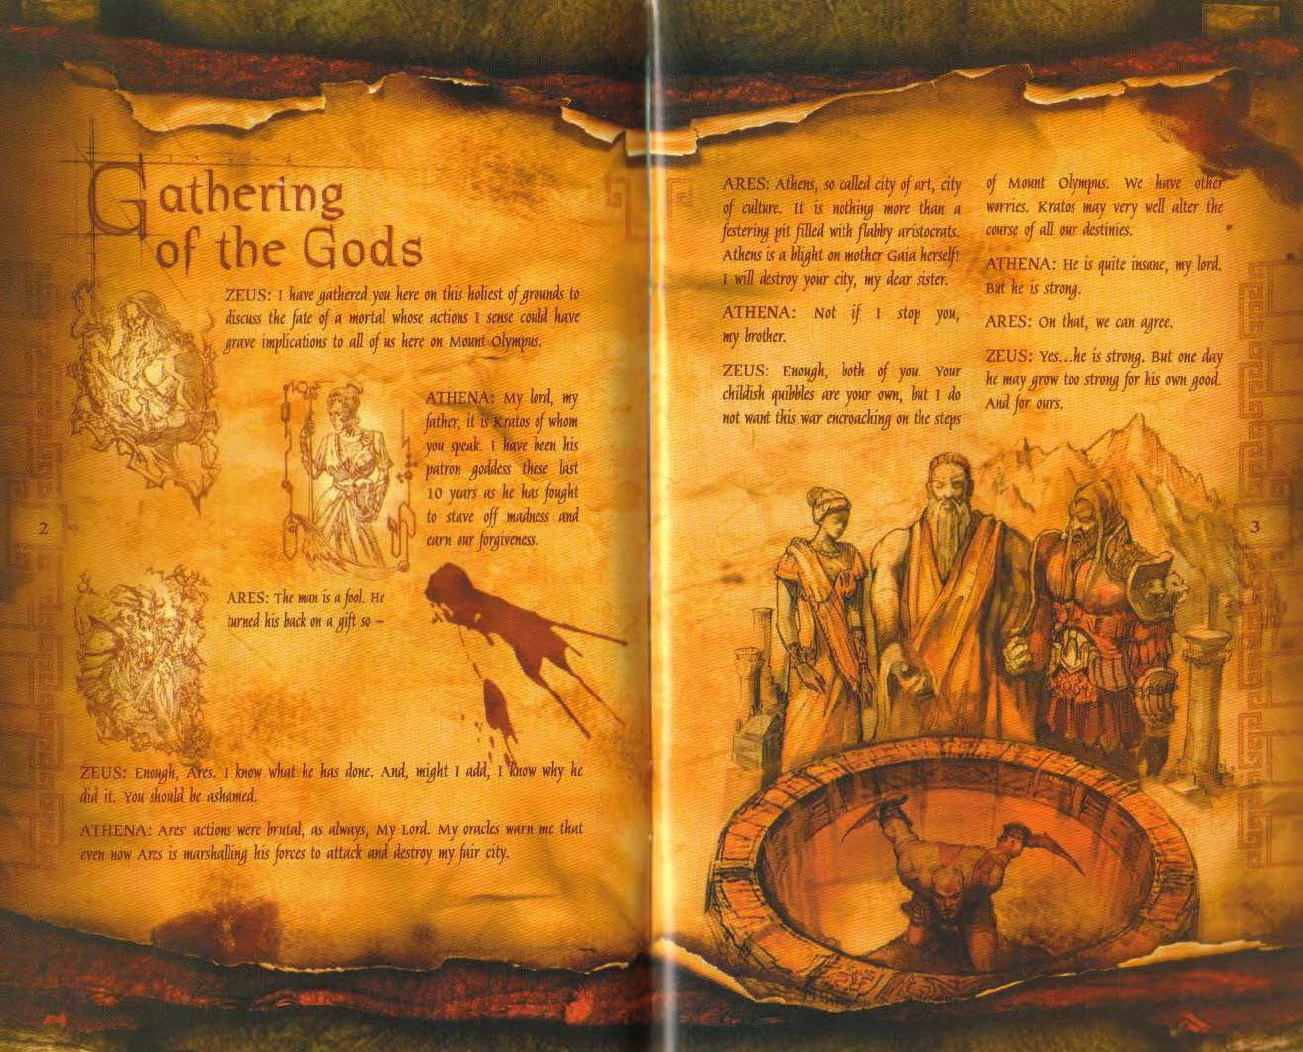 Gathering
of the Gods
ZEUS: I have gathered you here on this holiest of grounds to
discuss the fate of a mortal whose actions I sense could have
grave implications to all of us here on Mount Olympus.
ATHENA: My lord, my
father, it is Kratos of whom
you speak. I have been his
patron goddess these last
10 years as he has fought
to stave off madness and
earn our forgiveness.
ARES: The man is a fool. He
turned his back on a gift so –
ZEUS: Enough, Ares. I know what he has done. And, might I add, I know why he
did it. You should be ashamed.
ATHENA: Ares' actions were brutal, as always, My Lord. My oracles warn me that
even now Ares is marshalling his forces to attack and destroy my fair city.
2
ARES: Athens, so called city of art, city
of culture. It is nothing more than a
festering pit filled with flabby aristocrats.
Athens is a blight on mother Gaia herself!
I will destroy your city, my dear sister.
ATHENA: Not if I stop you,
my brother.
ZEUS: Enough, both of you. Your
childish quibbles are your own, but I do
not want this war encroaching on the steps
of Mount Olympus. We have other
worries. Kratos may very well alter the
course of all our destinies.
ATHENA: He is quite insane, my lord.
But he is strong.
ARES: On that, we can agree.
ZEUS: Yes...he is strong. But one day
he may grow too strong for his own good.
And for ours.
3